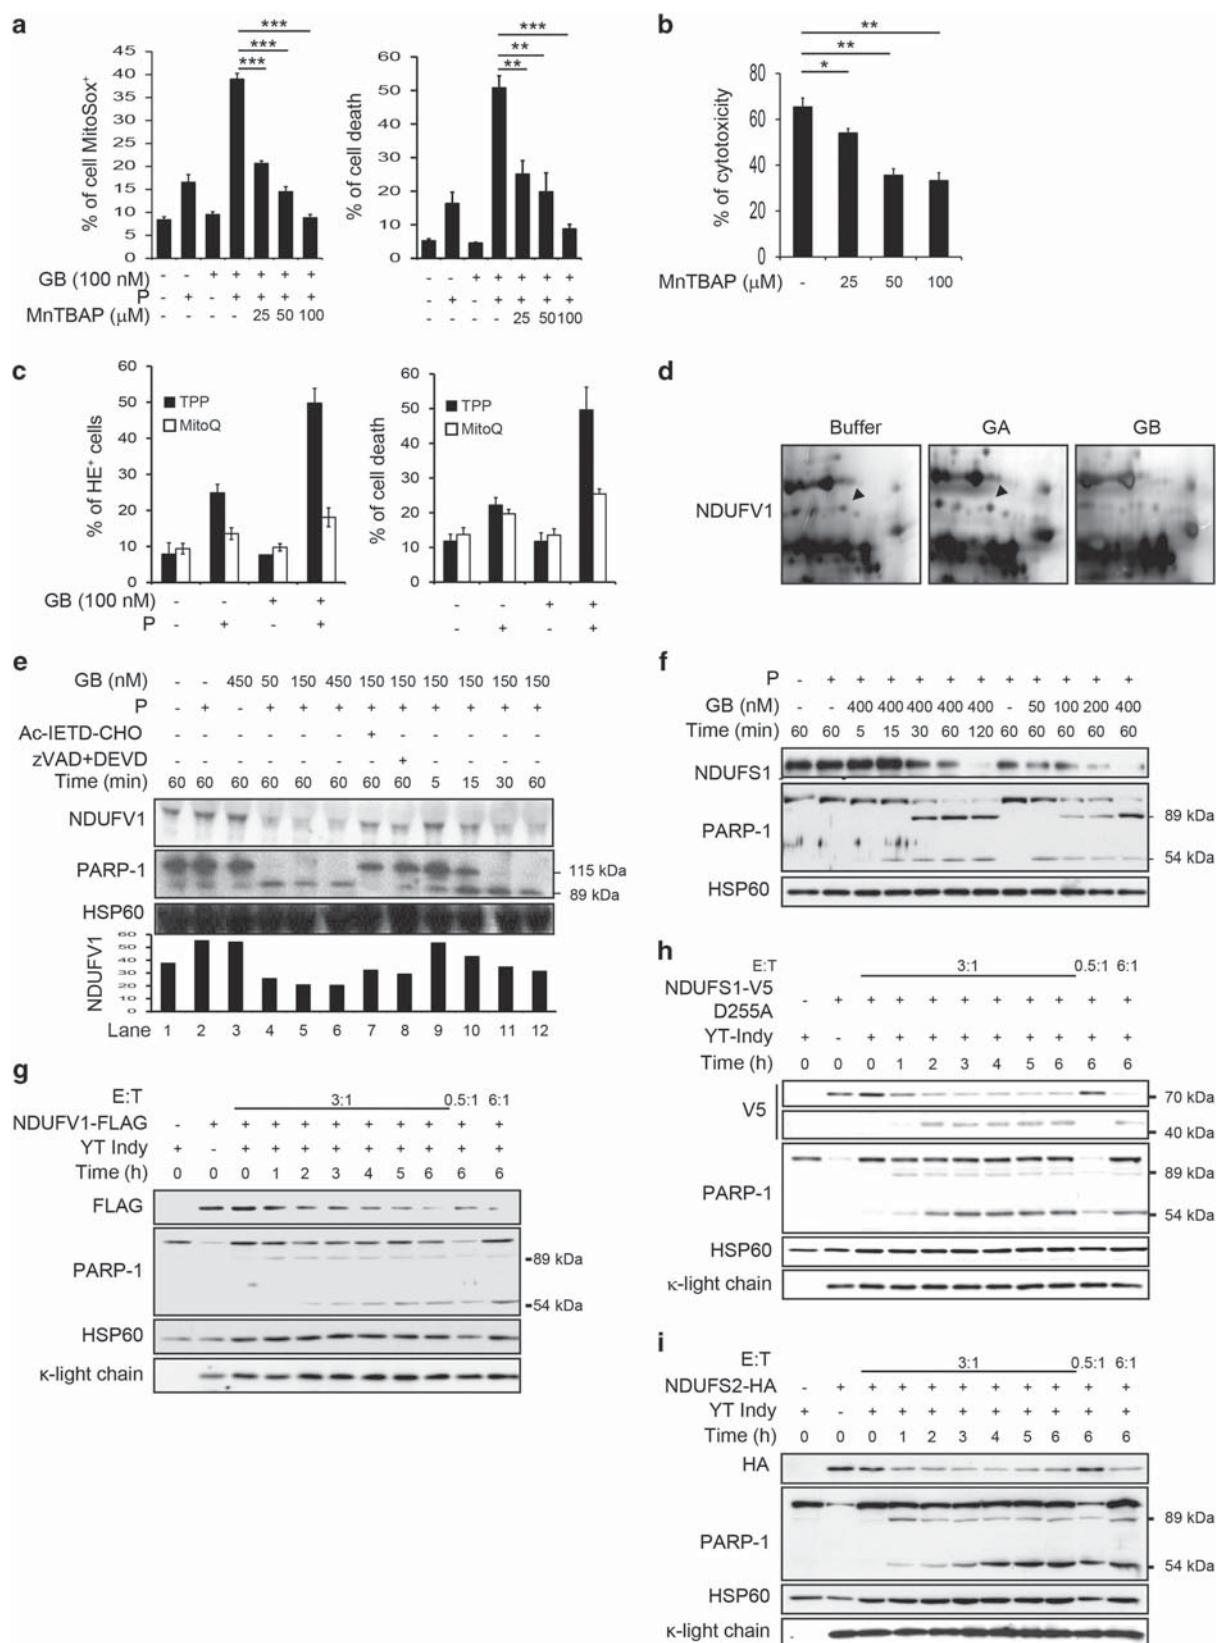 a
***
***
***
% of cell MitoSox+
45
40
35
30
25
20
15
10
5
0
GB (100 nM) - - + + + + +
P - + - + + + +
MnTBAP (μM) - - - - 25 50 100
***
**
**
% of cell death
60
50
40
30
20
10
0
- - + + + + +
- + - + + + +
- - - - 25 50 100
b
**
**
*
% of cytotoxicity
80
60
40
20
0
MnTBAP (μM) - 25 50 100
c
% of HE+ cells
60
50
40
30
20
10
0
TPP
MitoQ
GB (100 nM) - - + +
P - + - +
% of cell death
60
50
40
30
20
10
0
TPP
MitoQ
- - + +
- + - +
d
Buffer GA GB
NDUFV1
e
GB (nM) - - 450 50 150 450 150 150 150 150 150 150
P - + - + + + + + + + + +
Ac-IETD-CHO - - - - - - + - - - - -
zVAD+DEVD - - - - - - - + - - - -
Time (min) 60 60 60 60 60 60 60 60 5 15 30 60
NDUFV1
PARP-1
115 kDa
89 kDa
HSP60
NDUFV1
60
50
40
30
20
10
0
Lane 1 2 3 4 5 6 7 8 9 10 11 12
f
P - + + + + + + + + + + +
GB (nM) - - 400 400 400 400 400 - 50 100 200 400
Time (min) 60 60 5 15 30 60 120 60 60 60 60 60
NDUFS1
PARP-1
89 kDa
54 kDa
HSP60
g
E:T 3:1 0.5:1 6:1
NDUFV1-FLAG - + + + + + + + + + +
YT Indy + - + + + + + + + + +
Time (h) 0 0 0 1 2 3 4 5 6 6 6
FLAG
PARP-1
89 kDa
54 kDa
HSP60
κ-light chain
h
E:T 3:1 0.5:1 6:1
NDUFS1-V5
D255A - + + + + + + + + + +
YT-Indy + - + + + + + + + + +
Time (h) 0 0 0 1 2 3 4 5 6 6 6
V5
70 kDa
40 kDa
PARP-1
89 kDa
54 kDa
HSP60
κ-light chain
i
E:T 3:1 0.5:1 6:1
NDUFS2-HA - + + + + + + + + + +
YT Indy + - + + + + + + + + +
Time (h) 0 0 0 1 2 3 4 5 6 6 6
HA
PARP-1
89 kDa
54 kDa
HSP60
κ-light chain